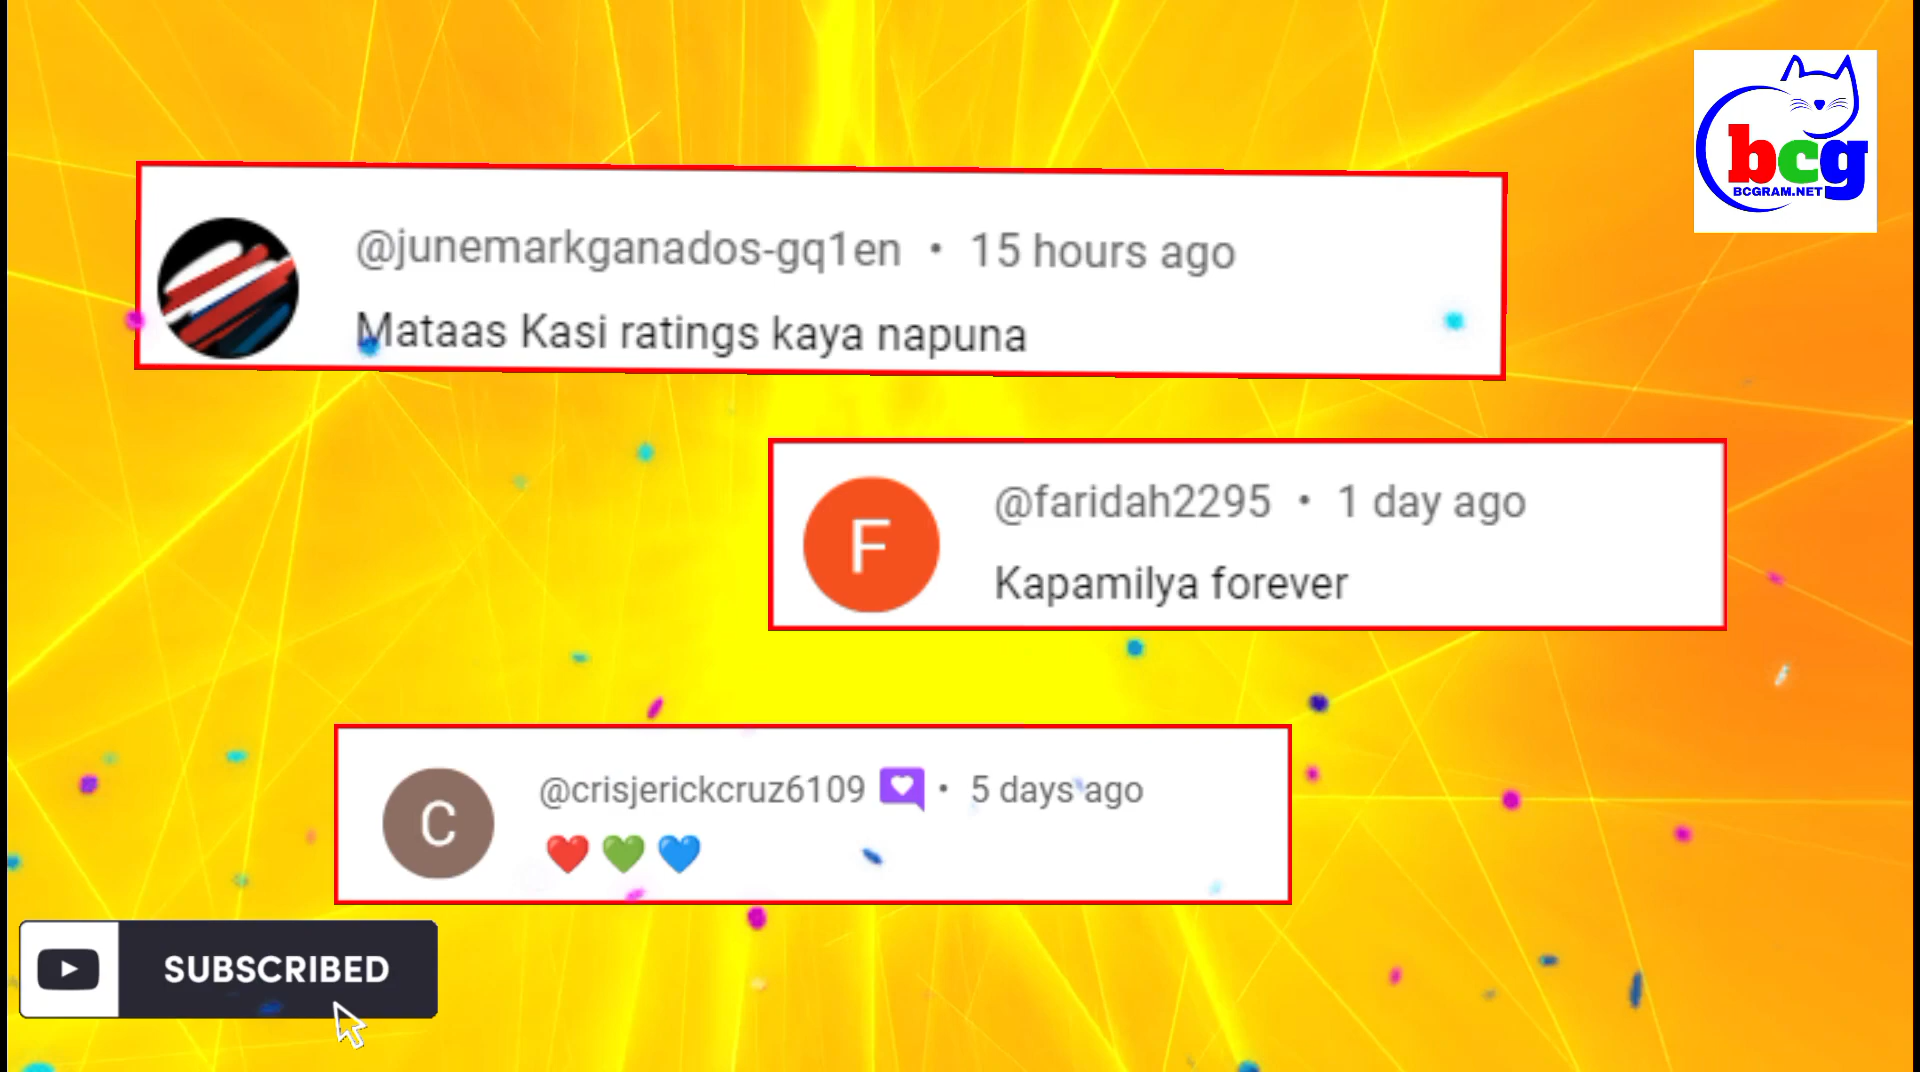 bcg
BCGRAM.NET
@junemarkganados-gq1en • 15 hours ago
Mataas Kasi ratings kaya napuna
F
@faridah2295 • 1 day ago
Kapamilya forever
C
@crisjerickcruz6109 • 5 days ago
❤️ 💚 💙
SUBSCRIBED